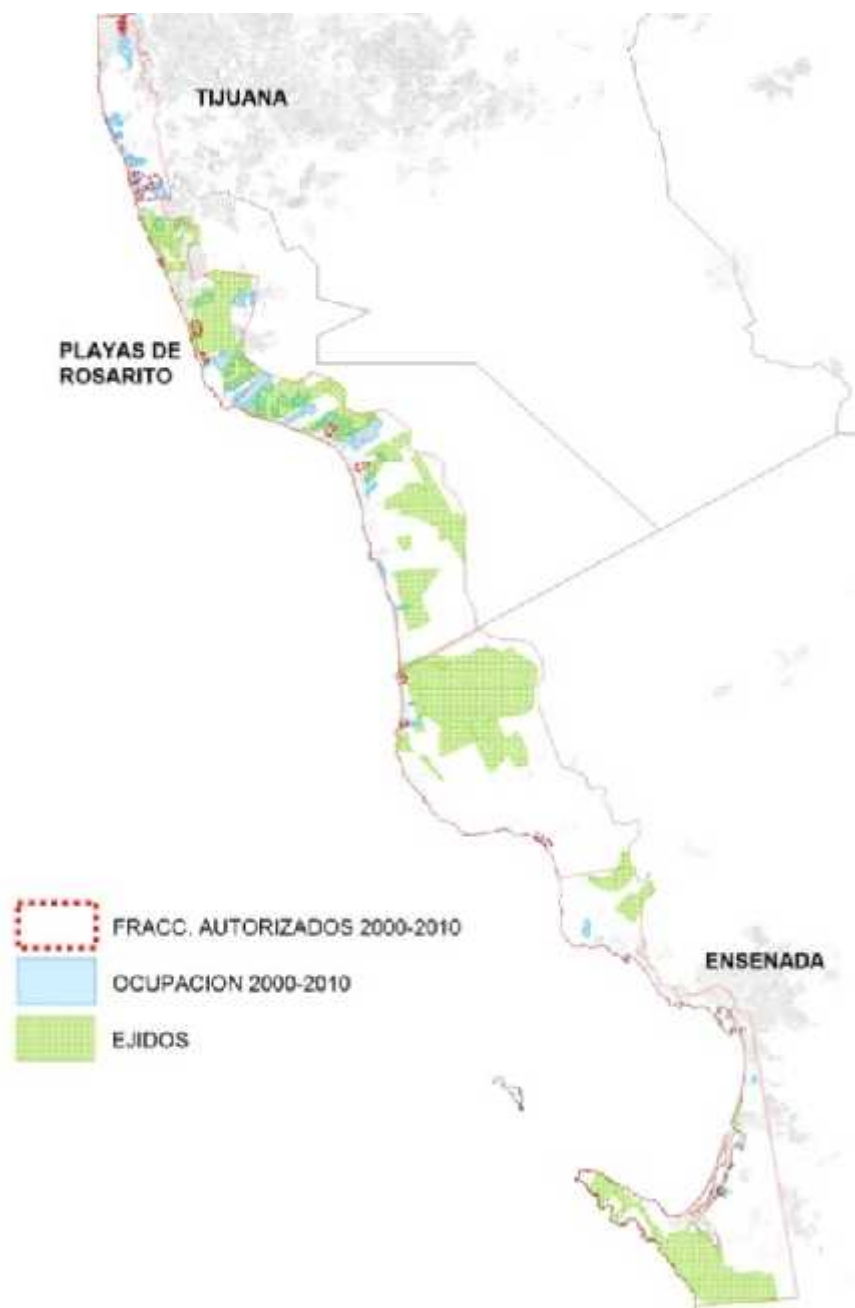 TIJUANA
PLAYAS DE
ROSARITO
FRACC. AUTORIZADOS 2000-2010
OCUPACION 2000-2010
EJIDOS
ENSENADA